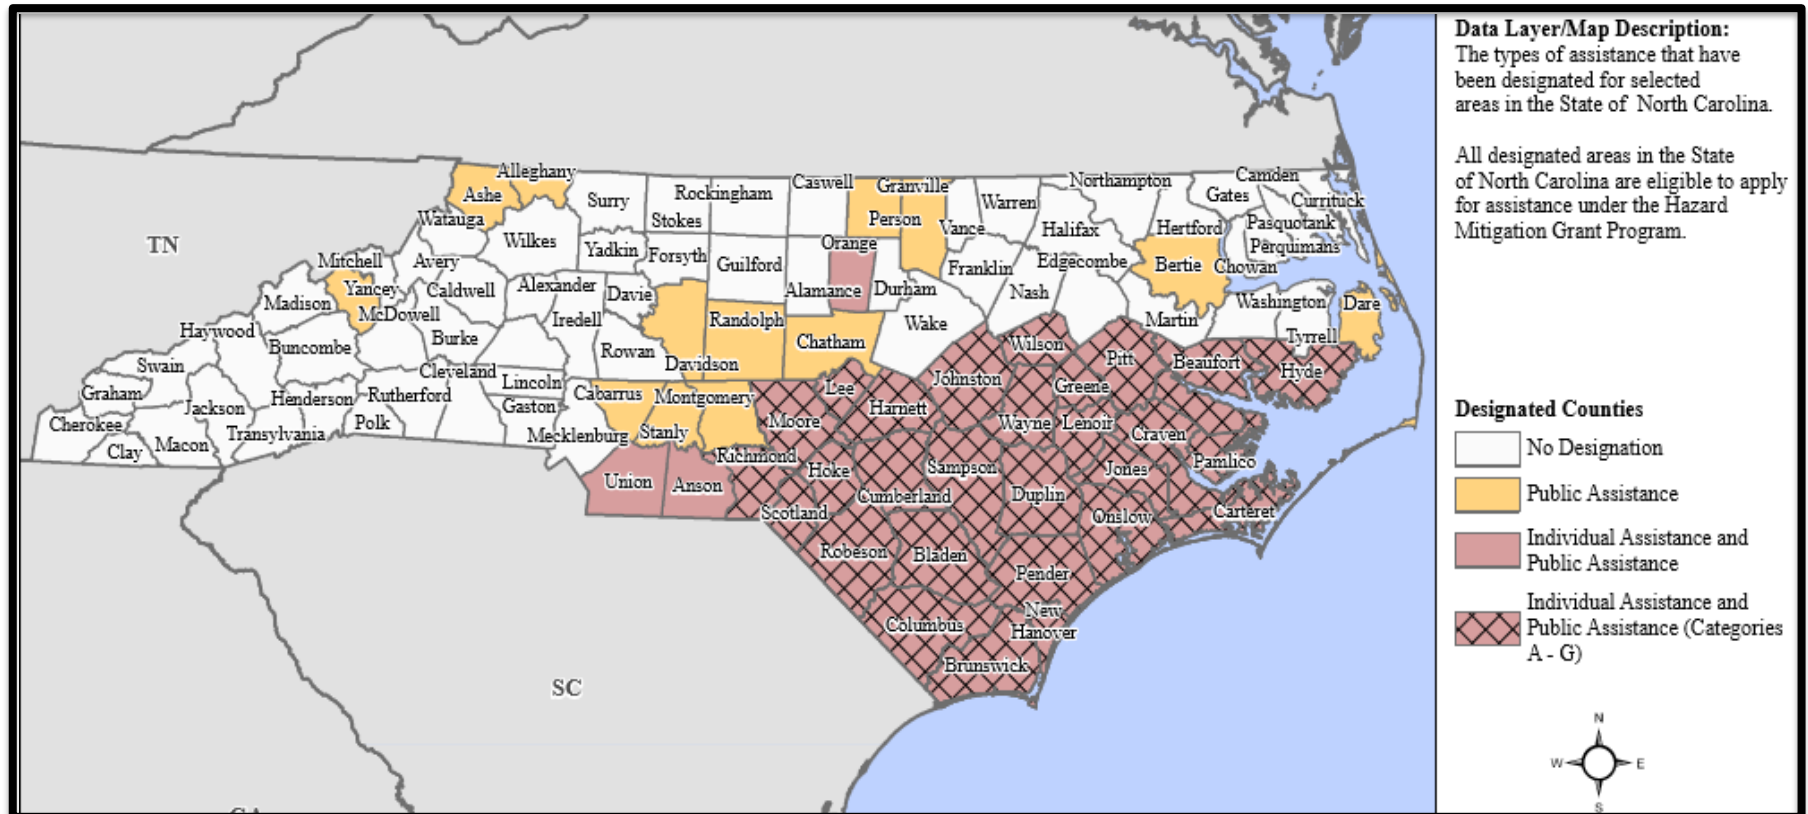 Data Layer/Map Description:
The types of assistance that have
been designated for selected
areas in the State of North Carolina.
All designated areas in the State
of North Carolina are eligible to apply
for assistance under the Hazard
Mitigation Grant Program.
Designated Counties
No Designation
Public Assistance
Individual Assistance and
Public Assistance
Individual Assistance and
Public Assistance (Categories
A - G)
N
W
E
S
TN
SC
Alleghany
Ashe
Surry
Stokes
Rockingham
Caswell
Person
Granville
Vance
Warren
Northampton
Gates
Camden
Currituck
Pasquotank
Perquimans
Hertford
Halifax
Watauga
Wilkes
Yadkin
Forsyth
Guilford
Orange
Alamance
Durham
Franklin
Edgecombe
Bertie
Chowan
Mitchell
Avery
Yancey
Caldwell
Alexander
Davie
Nash
Madison
McDowell
Iredell
Randolph
Wake
Martin
Washington
Tyrrell
Dare
Haywood
Buncombe
Burke
Rowan
Davidson
Chatham
Wilson
Pitt
Beaufort
Hyde
Swain
Graham
Cleveland
Lincoln
Rutherford
Henderson
Cabarrus
Montgomery
Lee
Johnston
Greene
Cherokee
Jackson
Polk
Gaston
Mecklenburg
Stanly
Moore
Harnett
Wayne
Lenoir
Craven
Clay
Macon
Transylvania
Union
Anson
Richmond
Hoke
Sampson
Jones
Pamlico
Cumberland
Duplin
Scotland
Onslow
Carteret
Robeson
Bladen
Pender
Columbus
New
Hanover
Brunswick